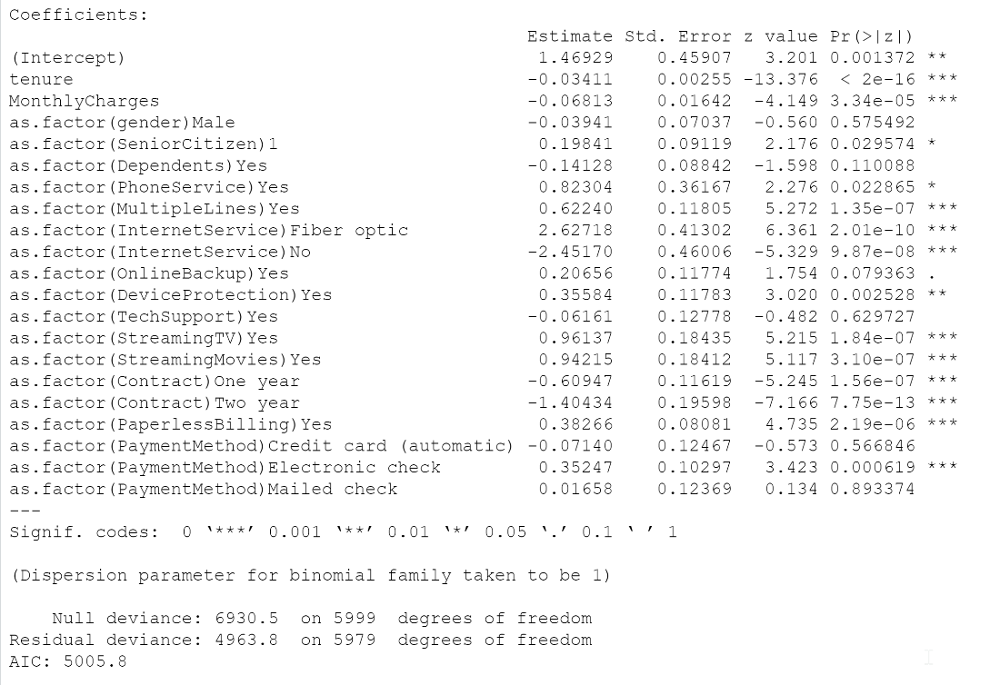 Coefficients:
Estimate Std. Error z value Pr(>|z|)
(Intercept) 1.46929 0.45907 3.201 0.001372 **
tenure -0.03411 0.00255 -13.376 < 2e-16 ***
MonthlyCharges -0.06813 0.01642 -4.149 3.34e-05 ***
as.factor(gender)Male -0.03941 0.07037 -0.560 0.575492
as.factor(SeniorCitizen)1 0.19841 0.09119 2.176 0.029574 *
as.factor(Dependents)Yes -0.14128 0.08842 -1.598 0.110088
as.factor(PhoneService)Yes 0.82304 0.36167 2.276 0.022865 *
as.factor(MultipleLines)Yes 0.62240 0.11805 5.272 1.35e-07 ***
as.factor(InternetService)Fiber optic 2.62718 0.41302 6.361 2.01e-10 ***
as.factor(InternetService)No -2.45170 0.46006 -5.329 9.87e-08 ***
as.factor(OnlineBackup)Yes 0.20656 0.11774 1.754 0.079363 .
as.factor(DeviceProtection)Yes 0.35584 0.11783 3.020 0.002528 **
as.factor(TechSupport)Yes -0.06161 0.12778 -0.482 0.629727
as.factor(StreamingTV)Yes 0.96137 0.18435 5.215 1.84e-07 ***
as.factor(StreamingMovies)Yes 0.94215 0.18412 5.117 3.10e-07 ***
as.factor(Contract)One year -0.60947 0.11619 -5.245 1.56e-07 ***
as.factor(Contract)Two year -1.40434 0.19598 -7.166 7.75e-13 ***
as.factor(PaperlessBilling)Yes 0.38266 0.08081 4.735 2.19e-06 ***
as.factor(PaymentMethod)Credit card (automatic) -0.07140 0.12467 -0.573 0.566846
as.factor(PaymentMethod)Electronic check 0.35247 0.10297 3.423 0.000619 ***
as.factor(PaymentMethod)Mailed check 0.01658 0.12369 0.134 0.893374
---
Signif. codes: 0 ‘***’ 0.001 ‘**’ 0.01 ‘*’ 0.05 ‘.’ 0.1 ‘ ’ 1
(Dispersion parameter for binomial family taken to be 1)
Null deviance: 6930.5 on 5999 degrees of freedom
Residual deviance: 4963.8 on 5979 degrees of freedom
AIC: 5005.8